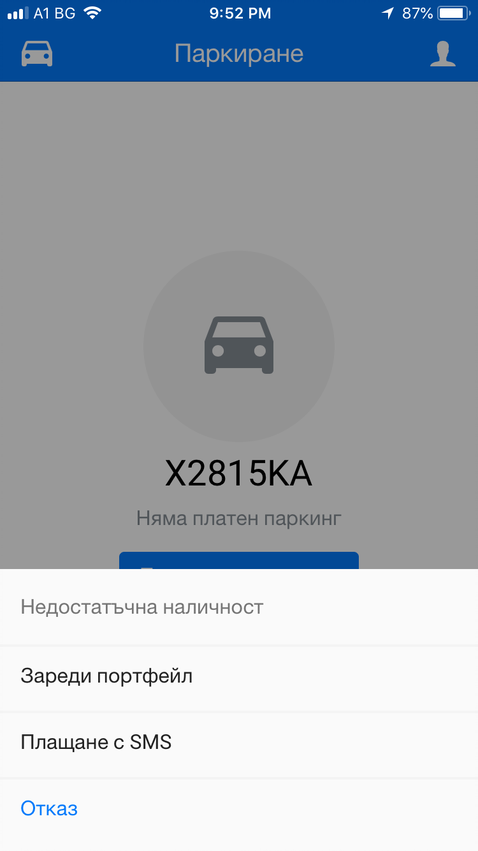 A1 BG 9:52 PM 87%
Паркиране
X2815KA
Няма платен паркинг
Недостатъчна наличност
Зареди портфейл
Плащане с SMS
Отказ